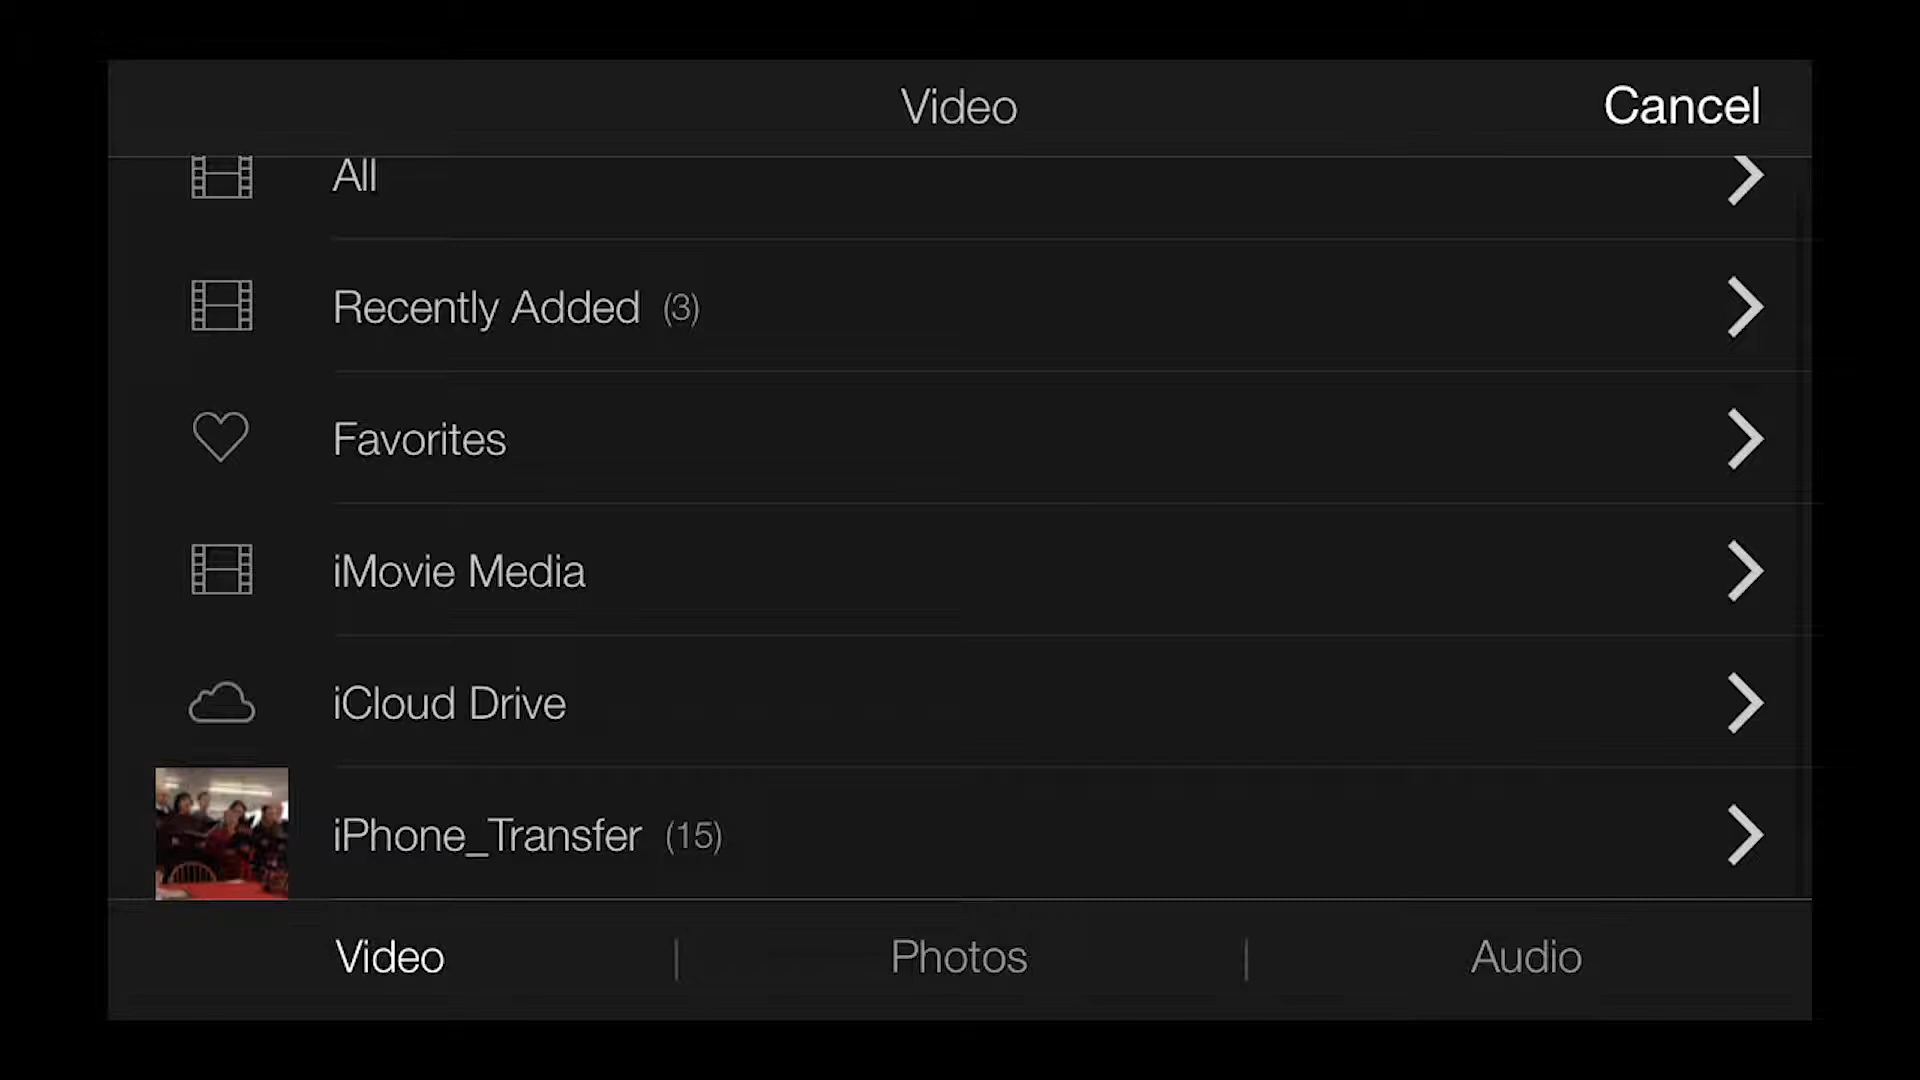 Video
Cancel
All
Recently Added (3)
Favorites
iMovie Media
iCloud Drive
iPhone_Transfer (15)
Video
Photos
Audio